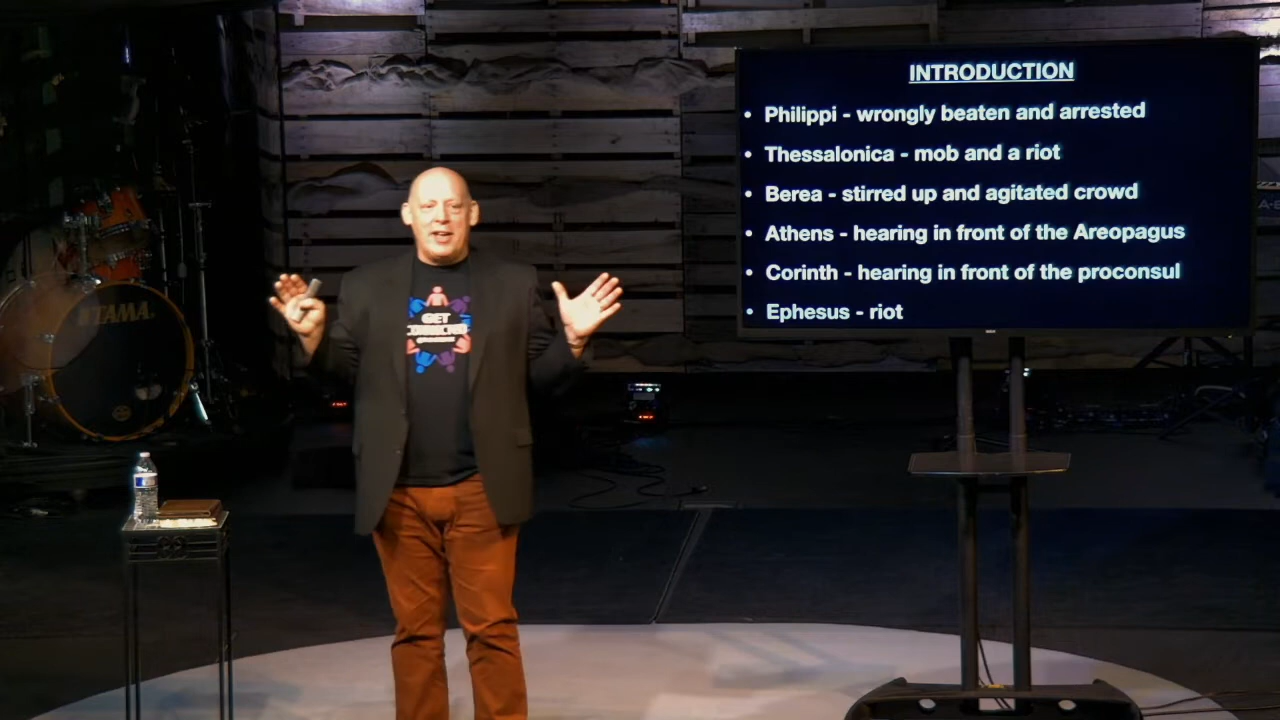 INTRODUCTION
• Philippi - wrongly beaten and arrested
• Thessalonica - mob and a riot
• Berea - stirred up and agitated crowd
• Athens - hearing in front of the Areopagus
• Corinth - hearing in front of the proconsul
• Ephesus - riot
GET
TAMA